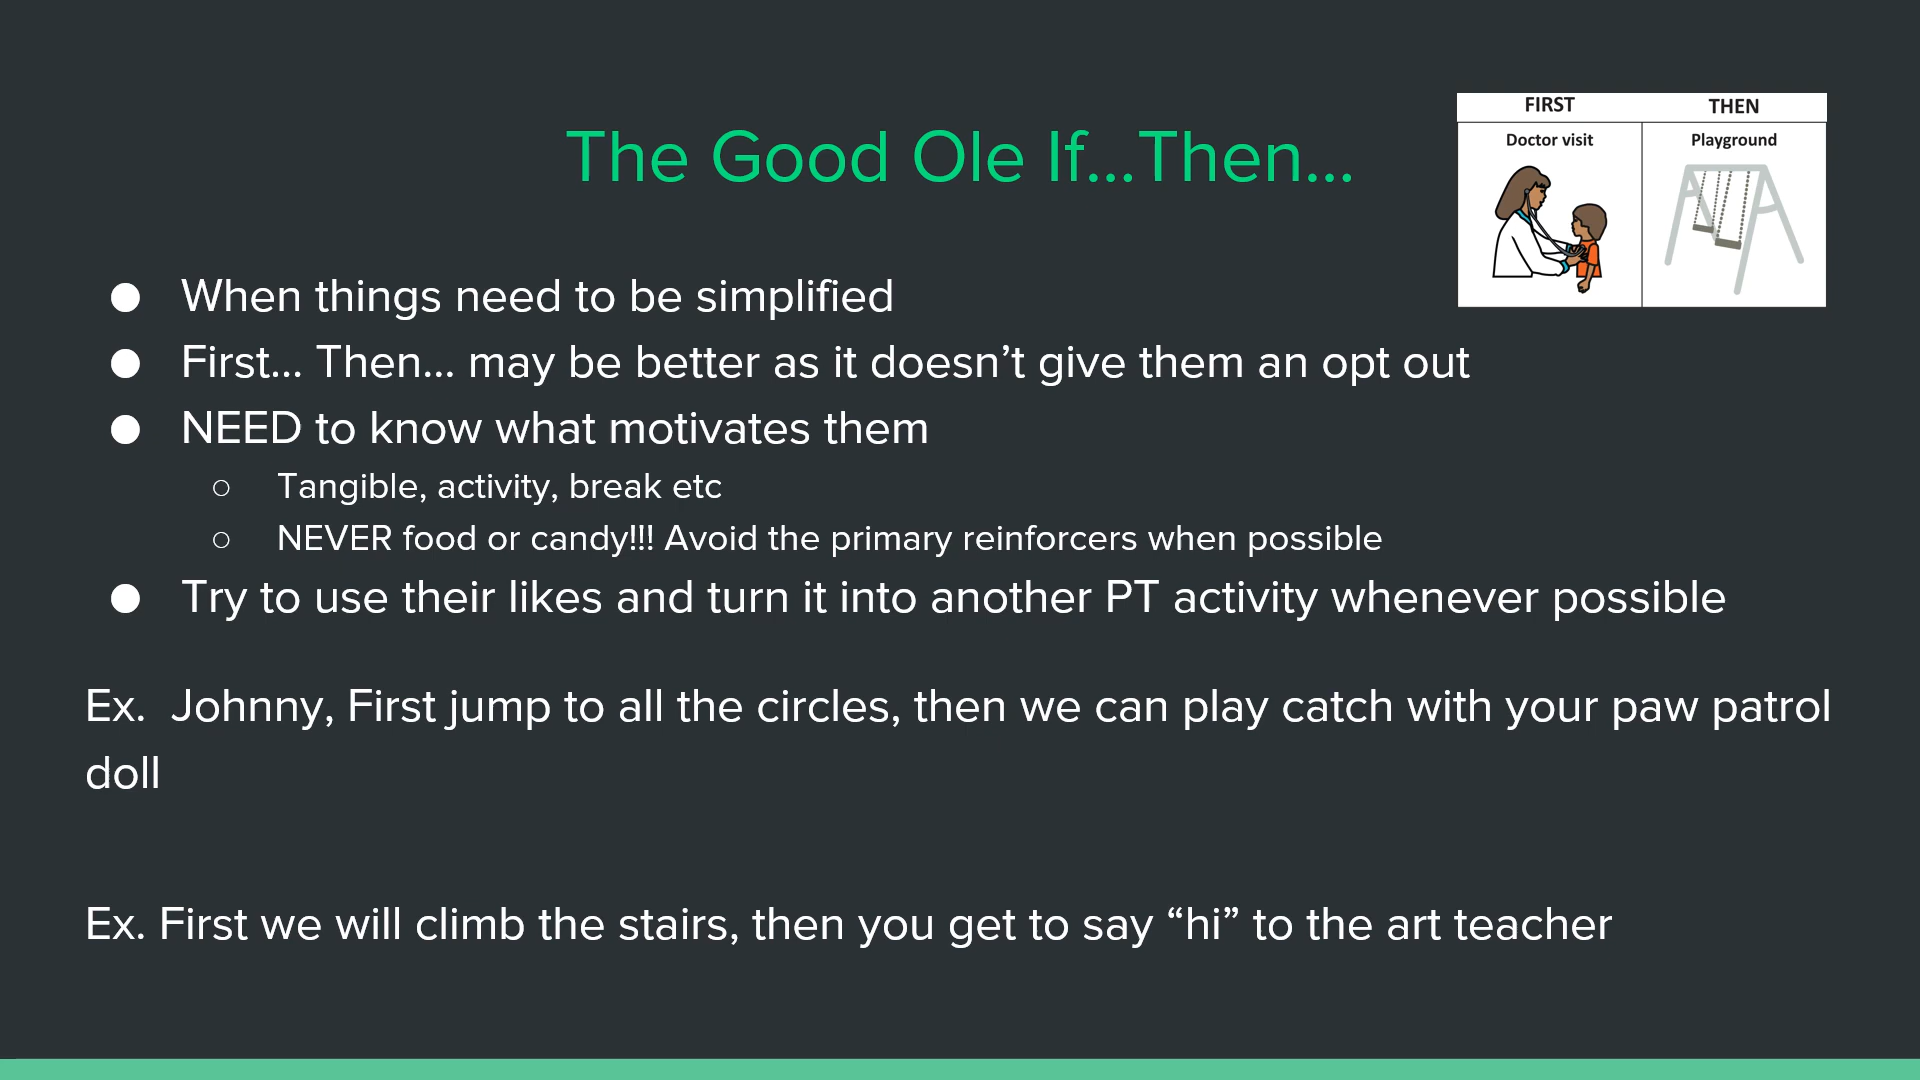 The Good Ole If...Then...
FIRST THEN
Doctor visit Playground
● When things need to be simplified
● First... Then... may be better as it doesn’t give them an opt out
● NEED to know what motivates them
○ Tangible, activity, break etc
○ NEVER food or candy!!! Avoid the primary reinforcers when possible
● Try to use their likes and turn it into another PT activity whenever possible
Ex.  Johnny, First jump to all the circles, then we can play catch with your paw patrol
doll
Ex. First we will climb the stairs, then you get to say “hi” to the art teacher